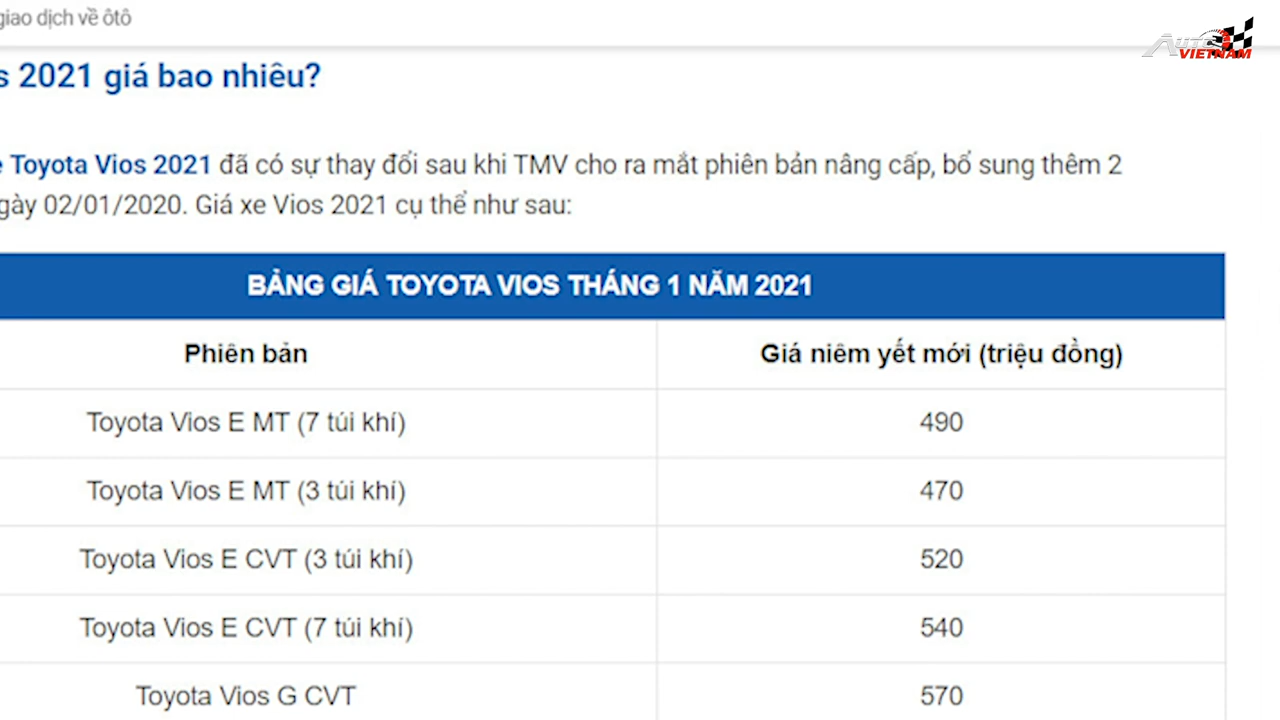 giao dịch về ôtô
AUTO
VIETNAM
s 2021 giá bao nhiêu?
e Toyota Vios 2021 đã có sự thay đổi sau khi TMV cho ra mắt phiên bản nâng cấp, bổ sung thêm 2
gày 02/01/2020. Giá xe Vios 2021 cụ thể như sau:
BẢNG GIÁ TOYOTA VIOS THÁNG 1 NĂM 2021
Phiên bản Giá niêm yết mới (triệu đồng)
Toyota Vios E MT (7 túi khí) 490
Toyota Vios E MT (3 túi khí) 470
Toyota Vios E CVT (3 túi khí) 520
Toyota Vios E CVT (7 túi khí) 540
Toyota Vios G CVT 570